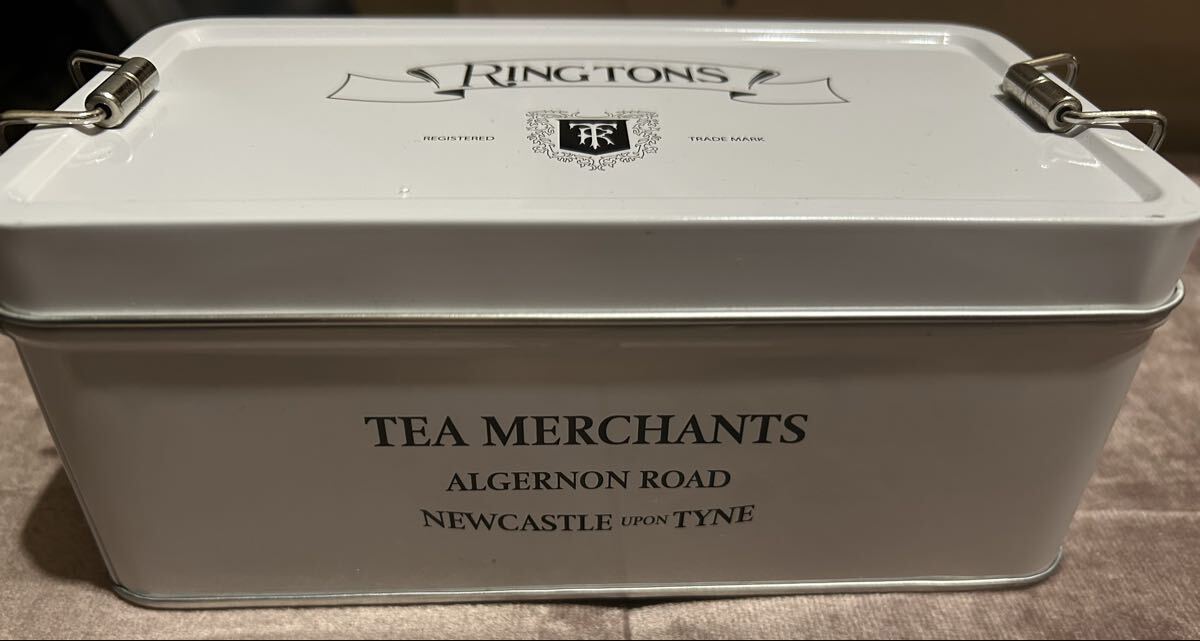 RINGTONS
REGISTERED TRADE MARK
TEA MERCHANTS
ALGERNON ROAD
NEWCASTLE UPON TYNE